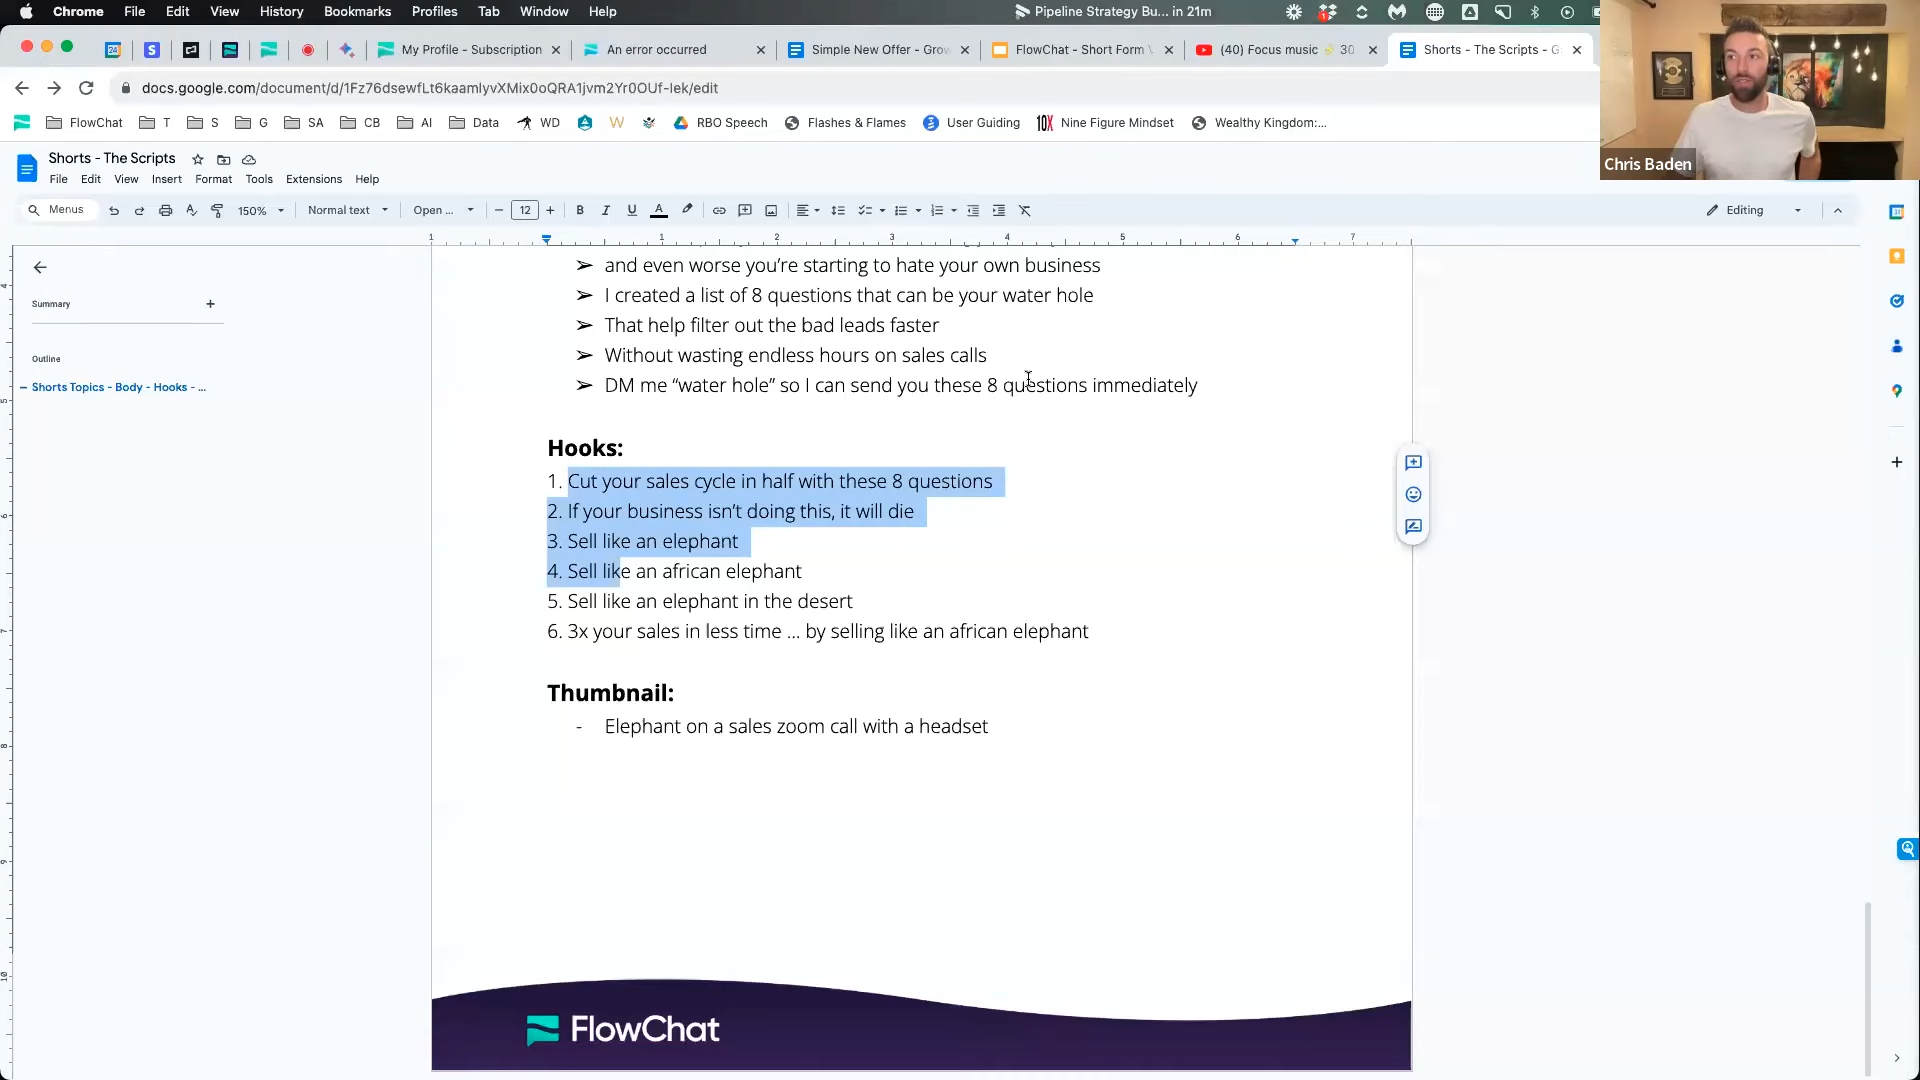 Chrome File Edit View History Bookmarks Profiles Tab Window Help
Pipeline Strategy Bu... in 21m
My Profile - Subscription
An error occurred
Simple New Offer - Grow
FlowChat - Short Form
(40) Focus music 30
Shorts - The Scripts - G
docs.google.com/document/d/1Fz76dsewfLt6kaamlyvXMix0oQRA1jvm2Yr0OUf-lek/edit
FlowChat T S G SA CB AI Data WD RBO Speech Flashes & Flames User Guiding 10X Nine Figure Mindset Wealthy Kingdom:...
Chris Baden
Shorts - The Scripts
File Edit View Insert Format Tools Extensions Help
Menus 150% Normal text Open ... 12 Editing
1 1 2 3 4 5 6 7
Summary
Outline
Shorts Topics - Body - Hooks - ...
➢ and even worse you’re starting to hate your own business
➢ I created a list of 8 questions that can be your water hole
➢ That help filter out the bad leads faster
➢ Without wasting endless hours on sales calls
➢ DM me “water hole” so I can send you these 8 questions immediately
Hooks:
1. Cut your sales cycle in half with these 8 questions
2. If your business isn’t doing this, it will die
3. Sell like an elephant
4. Sell like an african elephant
5. Sell like an elephant in the desert
6. 3x your sales in less time ... by selling like an african elephant
Thumbnail:
- Elephant on a sales zoom call with a headset
FlowChat